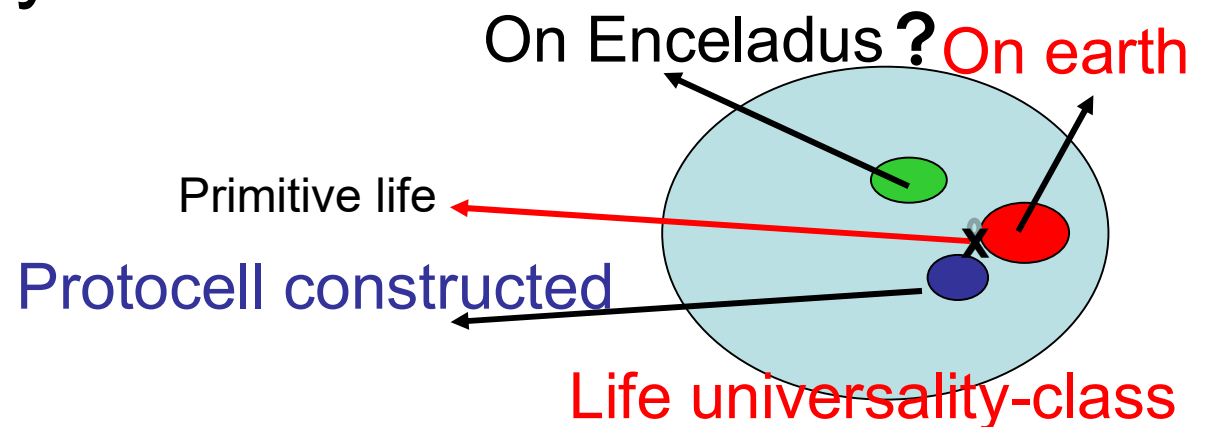 On Enceladus ? On earth
Primitive life
x
Protocell constructed
Life universality-class